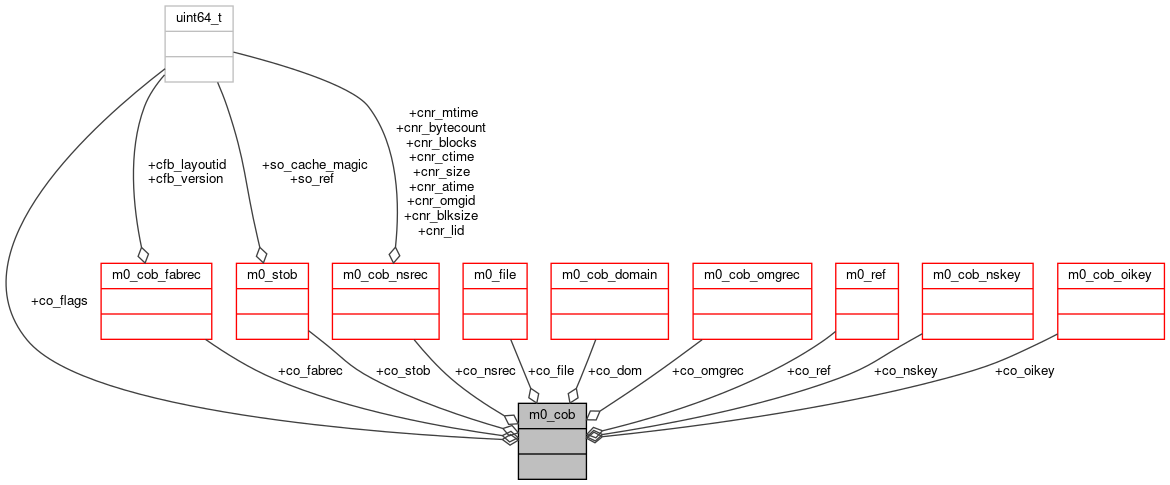 uint64_t
+cnr_mtime
+cnr_bytecount
+cnr_blocks
+cnr_ctime
+cnr_size
+cnr_atime
+cnr_omgid
+cnr_blksize
+cnr_lid
+cfb_layoutid
+cfb_version
+so_cache_magic
+so_ref
m0_cob_fabrec
m0_stob
m0_cob_nsrec
m0_file
m0_cob_domain
m0_cob_omgrec
m0_ref
m0_cob_nskey
m0_cob_oikey
+co_flags
+co_fabrec
+co_stob
+co_nsrec
+co_file
+co_dom
+co_omgrec
+co_ref
+co_nskey
+co_oikey
m0_cob